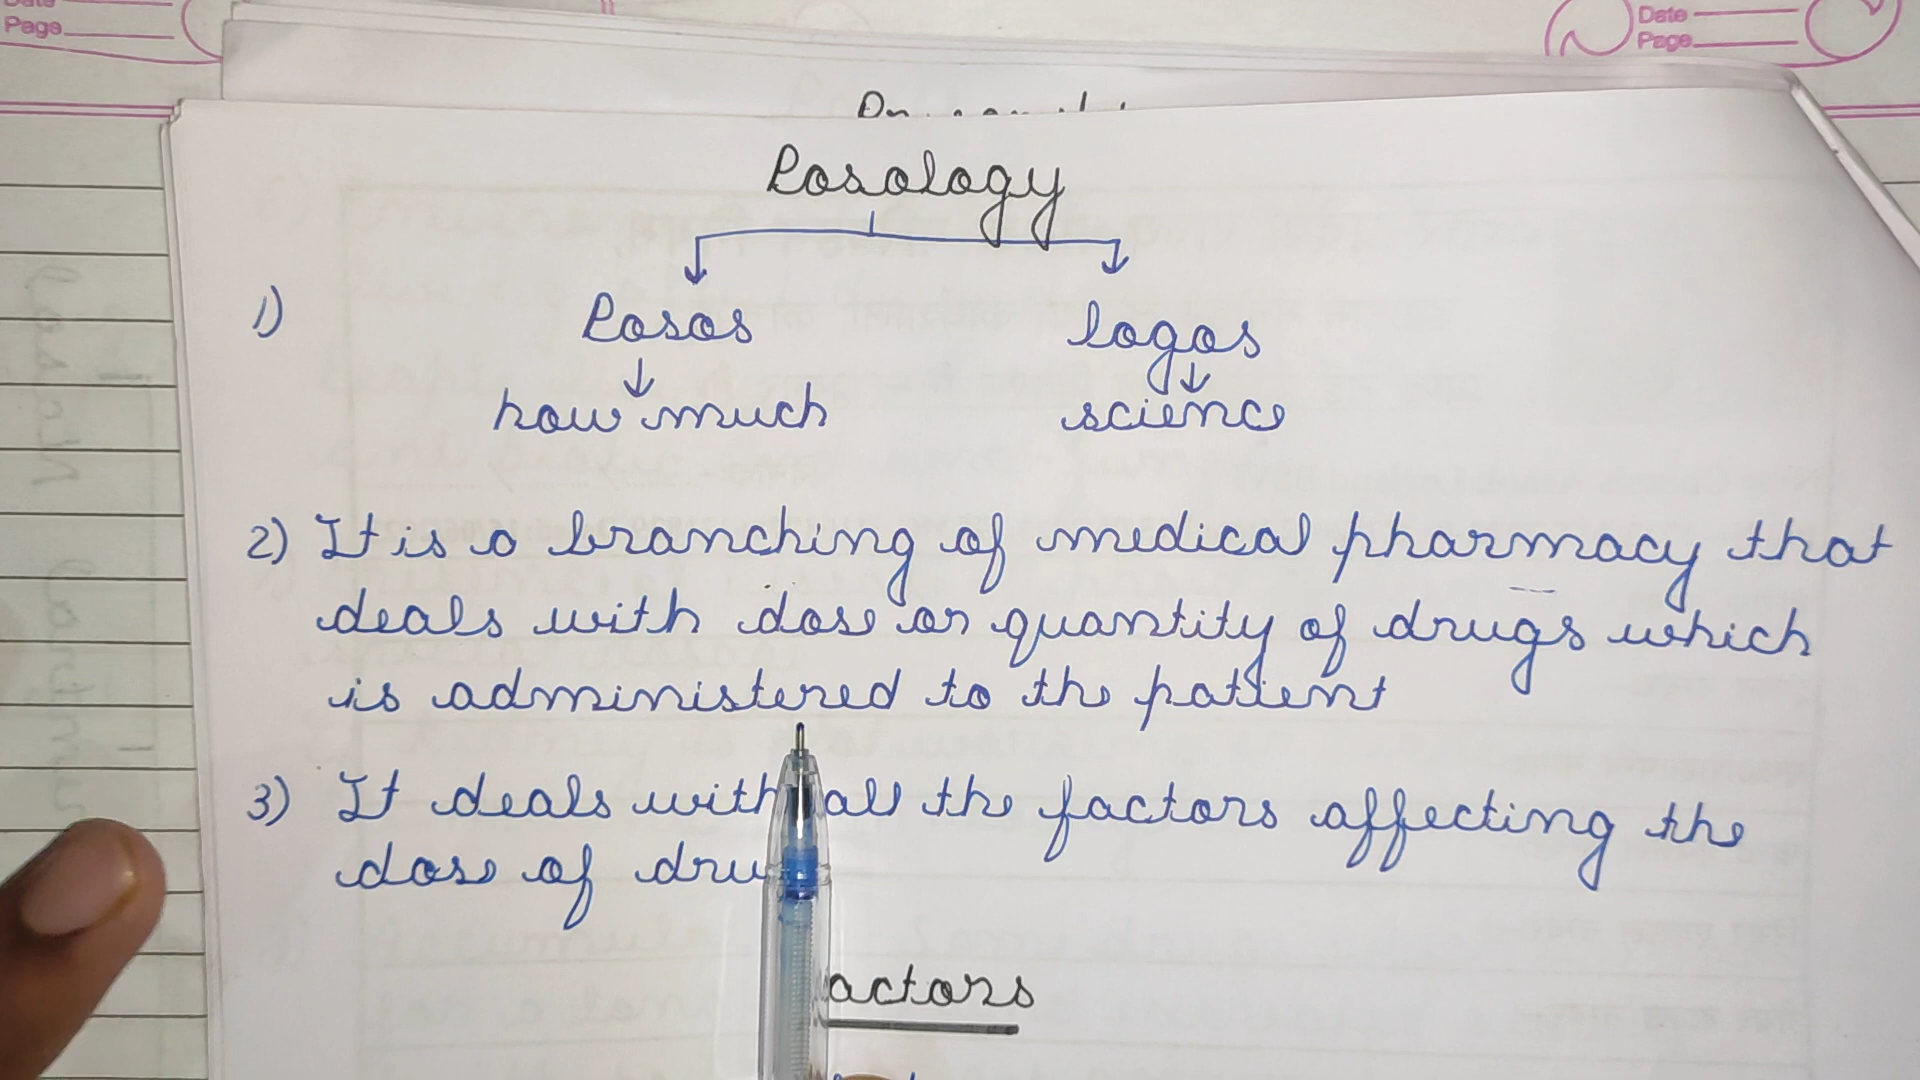 Date
Page
Date
Page
Posology
1) Posos logos
how much science
2) It is a branching of medical pharmacy that
deals with dose or quantity of drugs which
is administered to the patient
3) It deals with all the factors affecting the
dose of dru
actors